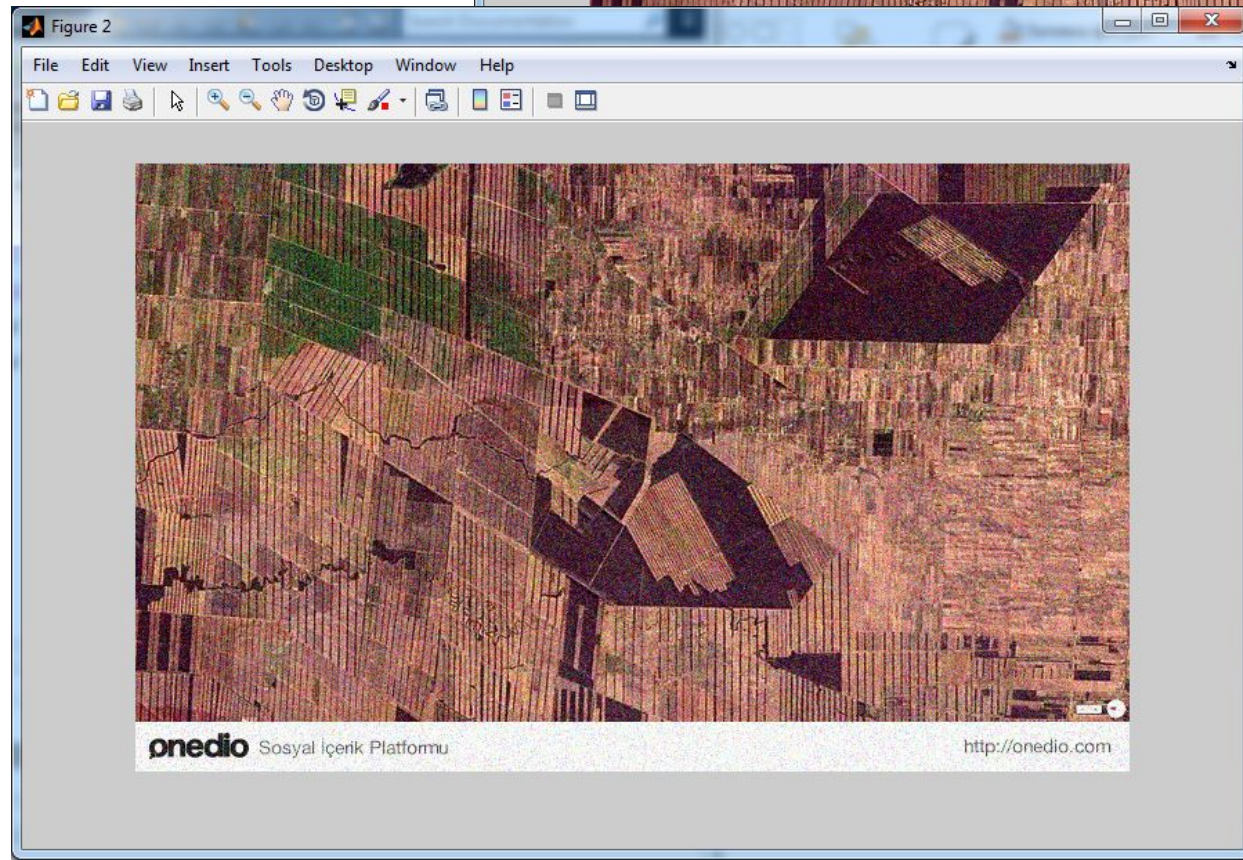 Figure 2
File Edit View Insert Tools Desktop Window Help
onedio Sosyal İçerik Platformu
http://onedio.com